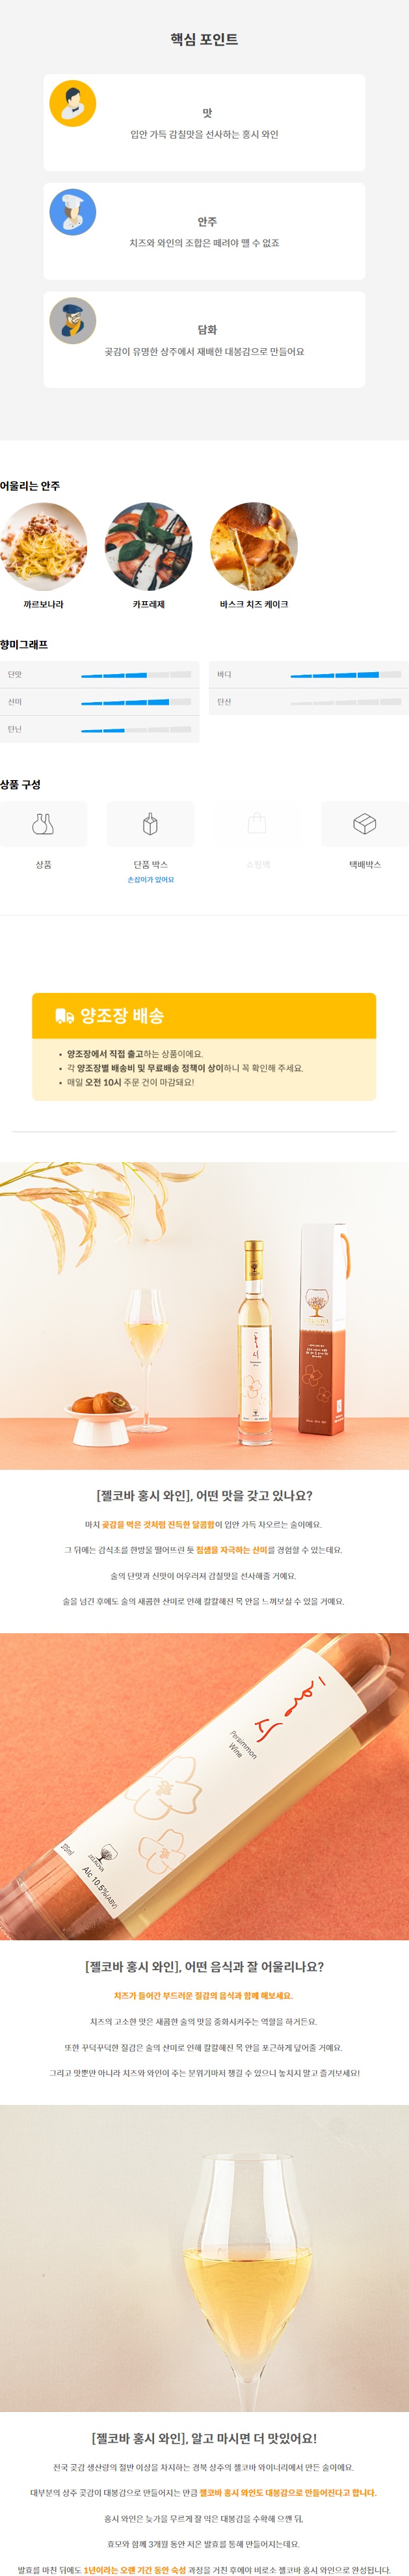 핵심 포인트
맛
입안 가득 감칠맛을 선사하는 홍시 와인
안주
치즈와 와인의 조합은 떼려야 뗄 수 없죠
담화
곶감이 유명한 상주에서 재배한 대봉감으로 만들어요
어울리는 안주
까르보나라
카프레제
바스크 치즈 케이크
향미그래프
단맛
바디
신미
탄산
탄닌
상품 구성
상품
단품 박스
쇼핑백
택배박스
손잡이가 있어요
양조장 배송
양조장에서 직접 출고하는 상품이에요.
각 양조장별 배송비 및 무료배송 정책이 상이하니 꼭 확인해 주세요.
매일 오전 10시 주문 건이 마감돼요!
홍시
[젤코바 홍시 와인], 어떤 맛을 갖고 있나요?
마치 곶감을 먹은 것처럼 진득한 달콤함이 입안 가득 차오르는 술이에요.
그 뒤에는 감식초를 한방울 떨어뜨린 듯 침샘을 자극하는 산미를 경험할 수 있는데요.
술의 단맛과 신맛이 어우러져 감칠맛을 선사해줄 거예요.
술을 넘긴 후에도 술의 새콤한 산미로 인해 칼칼해진 목 안을 느껴보실 수 있을 거예요.
홍시
Persimmon
Wine
375ml
ZELKOVA
Alc 10.5%(ABV)
[젤코바 홍시 와인], 어떤 음식과 잘 어울리나요?
치즈가 들어간 부드러운 질감의 음식과 함께 해보세요.
치즈의 고소한 맛은 새콤한 술의 맛을 중화시켜주는 역할을 하거든요.
또한 꾸덕꾸덕한 질감은 술의 산미로 인해 칼칼해진 목 안을 포근하게 덮어줄 거예요.
그리고 맛뿐만 아니라 치즈와 와인이 주는 분위기마저 챙길 수 있으니 놓치지 말고 즐겨보세요!
[젤코바 홍시 와인], 알고 마시면 더 맛있어요!
전국 곶감 생산량의 절반 이상을 차지하는 경북 상주의 젤코바 와이너리에서 만든 술이에요.
대부분의 상주 곶감이 대봉감으로 만들어지는 만큼 젤코바 홍시 와인도 대봉감으로 만들어진다고 합니다.
홍시 와인은 늦가을 무르게 잘 익은 대봉감을 수확해 으깬 뒤,
효모와 함께 3개월 동안 저온 발효를 통해 만들어지는데요.
발효를 마친 뒤에도 1년이라는 오랜 기간 동안 숙성 과정을 거친 후에야 비로소 젤코바 홍시 와인으로 완성됩니다.